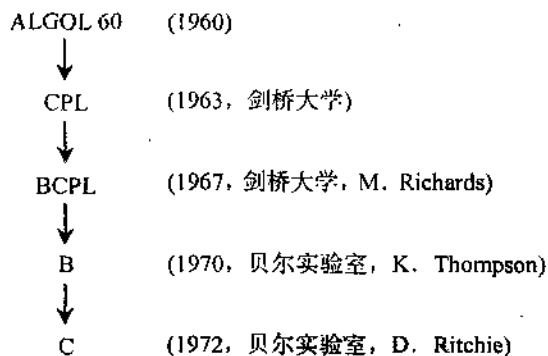 ALGOL 60 (1960)
CPL (1963, 剑桥大学)
BCPL (1967, 剑桥大学, M. Richards)
B (1970, 贝尔实验室, K. Thompson)
C (1972, 贝尔实验室, D. Ritchie)